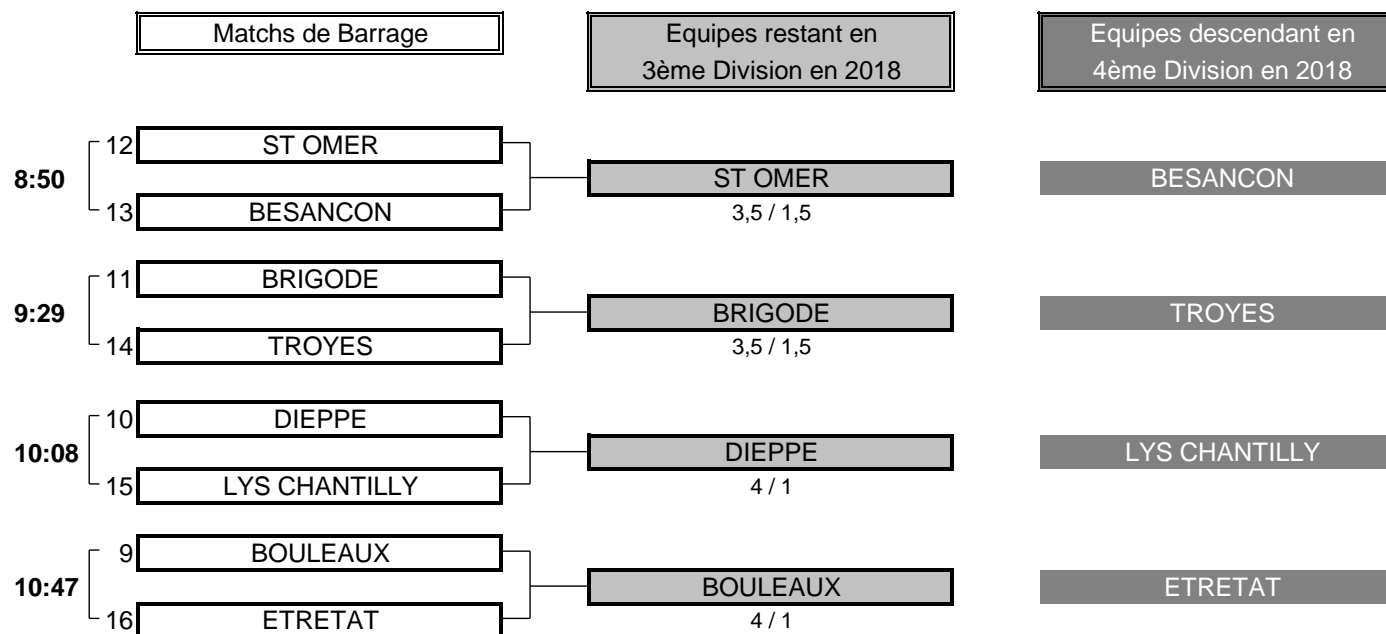 Matchs de Barrage
Equipes restant en
3ème Division en 2018
Equipes descendant en
4ème Division en 2018
12 ST OMER
8:50 ST OMER BESANCON
13 BESANCON 3,5 / 1,5
11 BRIGODE
9:29 BRIGODE TROYES
14 TROYES 3,5 / 1,5
10 DIEPPE
10:08 DIEPPE LYS CHANTILLY
15 LYS CHANTILLY 4 / 1
9 BOULEAUX
10:47 BOULEAUX ETRETAT
16 ETRETAT 4 / 1